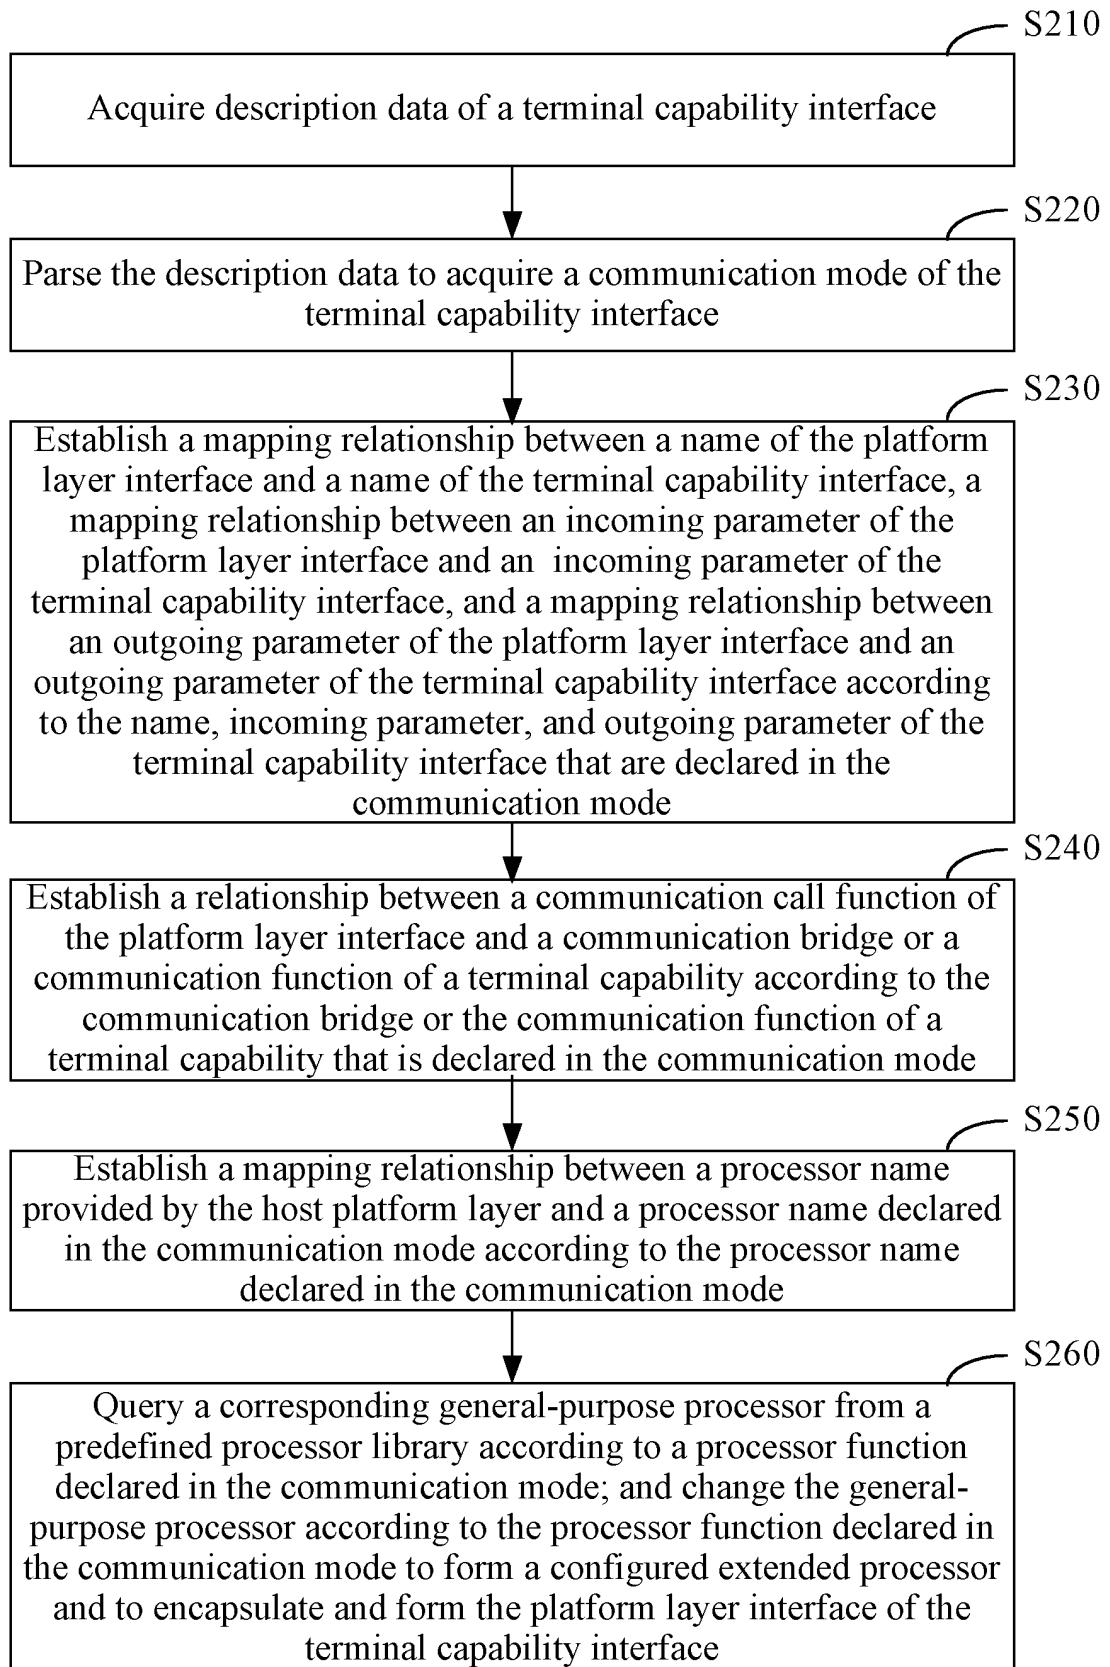 S210
Acquire description data of a terminal capability interface
S220
Parse the description data to acquire a communication mode of the
terminal capability interface
S230
Establish a mapping relationship between a name of the platform
layer interface and a name of the terminal capability interface, a
mapping relationship between an incoming parameter of the
platform layer interface and an incoming parameter of the
terminal capability interface, and a mapping relationship between
an outgoing parameter of the platform layer interface and an
outgoing parameter of the terminal capability interface according
to the name, incoming parameter, and outgoing parameter of the
terminal capability interface that are declared in the
communication mode
S240
Establish a relationship between a communication call function of
the platform layer interface and a communication bridge or a
communication function of a terminal capability according to the
communication bridge or the communication function of a
terminal capability that is declared in the communication mode
S250
Establish a mapping relationship between a processor name
provided by the host platform layer and a processor name declared
in the communication mode according to the processor name
declared in the communication mode
S260
Query a corresponding general-purpose processor from a
predefined processor library according to a processor function
declared in the communication mode; and change the general-
purpose processor according to the processor function declared in
the communication mode to form a configured extended processor
and to encapsulate and form the platform layer interface of the
terminal capability interface